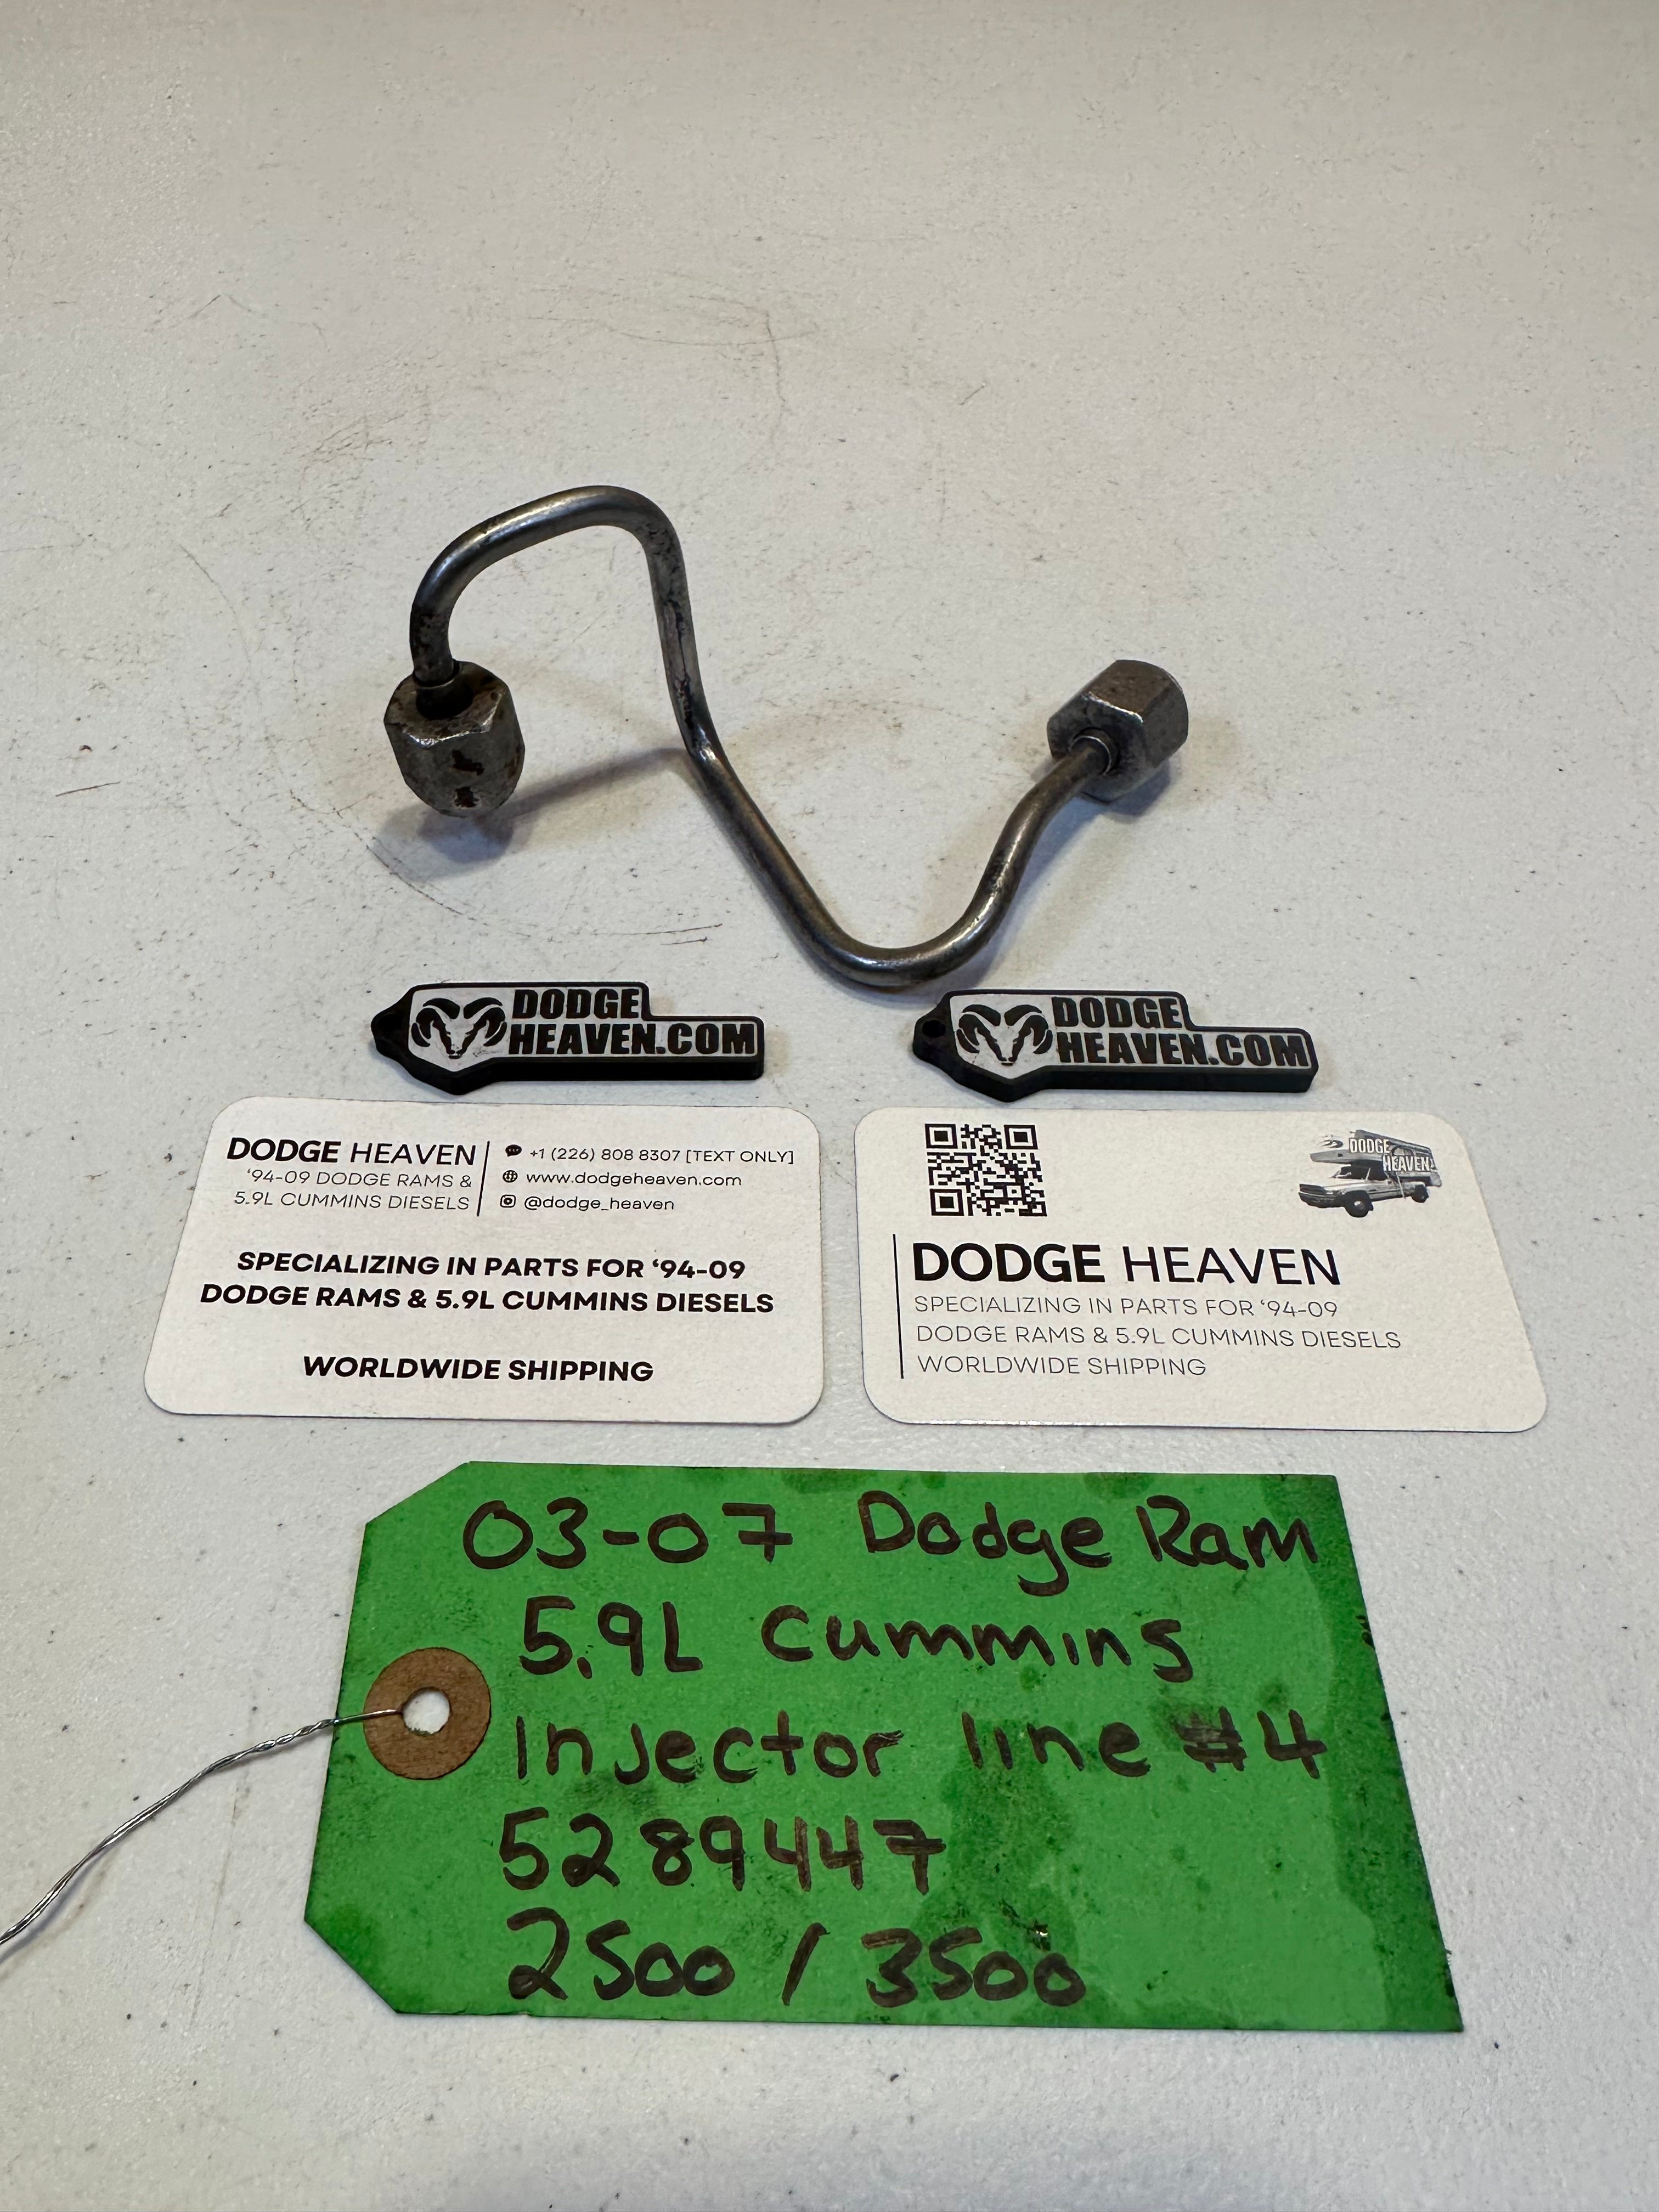 DODGE
HEAVEN.COM
DODGE
HEAVEN.COM
DODGE HEAVEN
'94-09 DODGE RAMS &
5.9L CUMMINS DIESELS
+1 (226) 808 8307 [TEXT ONLY]
www.dodgeheaven.com
@dodge_heaven
SPECIALIZING IN PARTS FOR '94-09
DODGE RAMS & 5.9L CUMMINS DIESELS
WORLDWIDE SHIPPING
DODGE
HEAVEN
DODGE HEAVEN
SPECIALIZING IN PARTS FOR '94-09
DODGE RAMS & 5.9L CUMMINS DIESELS
WORLDWIDE SHIPPING
03-07 Dodge Ram
5.9L Cummins
Injector line #4
5289447
2500 / 3500